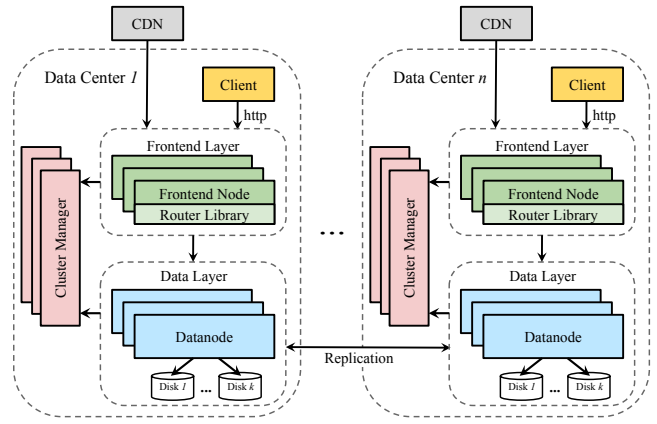 CDN
Data Center 1
Client
http
Frontend Layer
Frontend Node
Router Library
Cluster Manager
Data Layer
Datanode
Disk 1
...
Disk k
...
Replication
CDN
Data Center n
Client
http
Frontend Layer
Frontend Node
Router Library
Cluster Manager
Data Layer
Datanode
Disk 1
...
Disk k